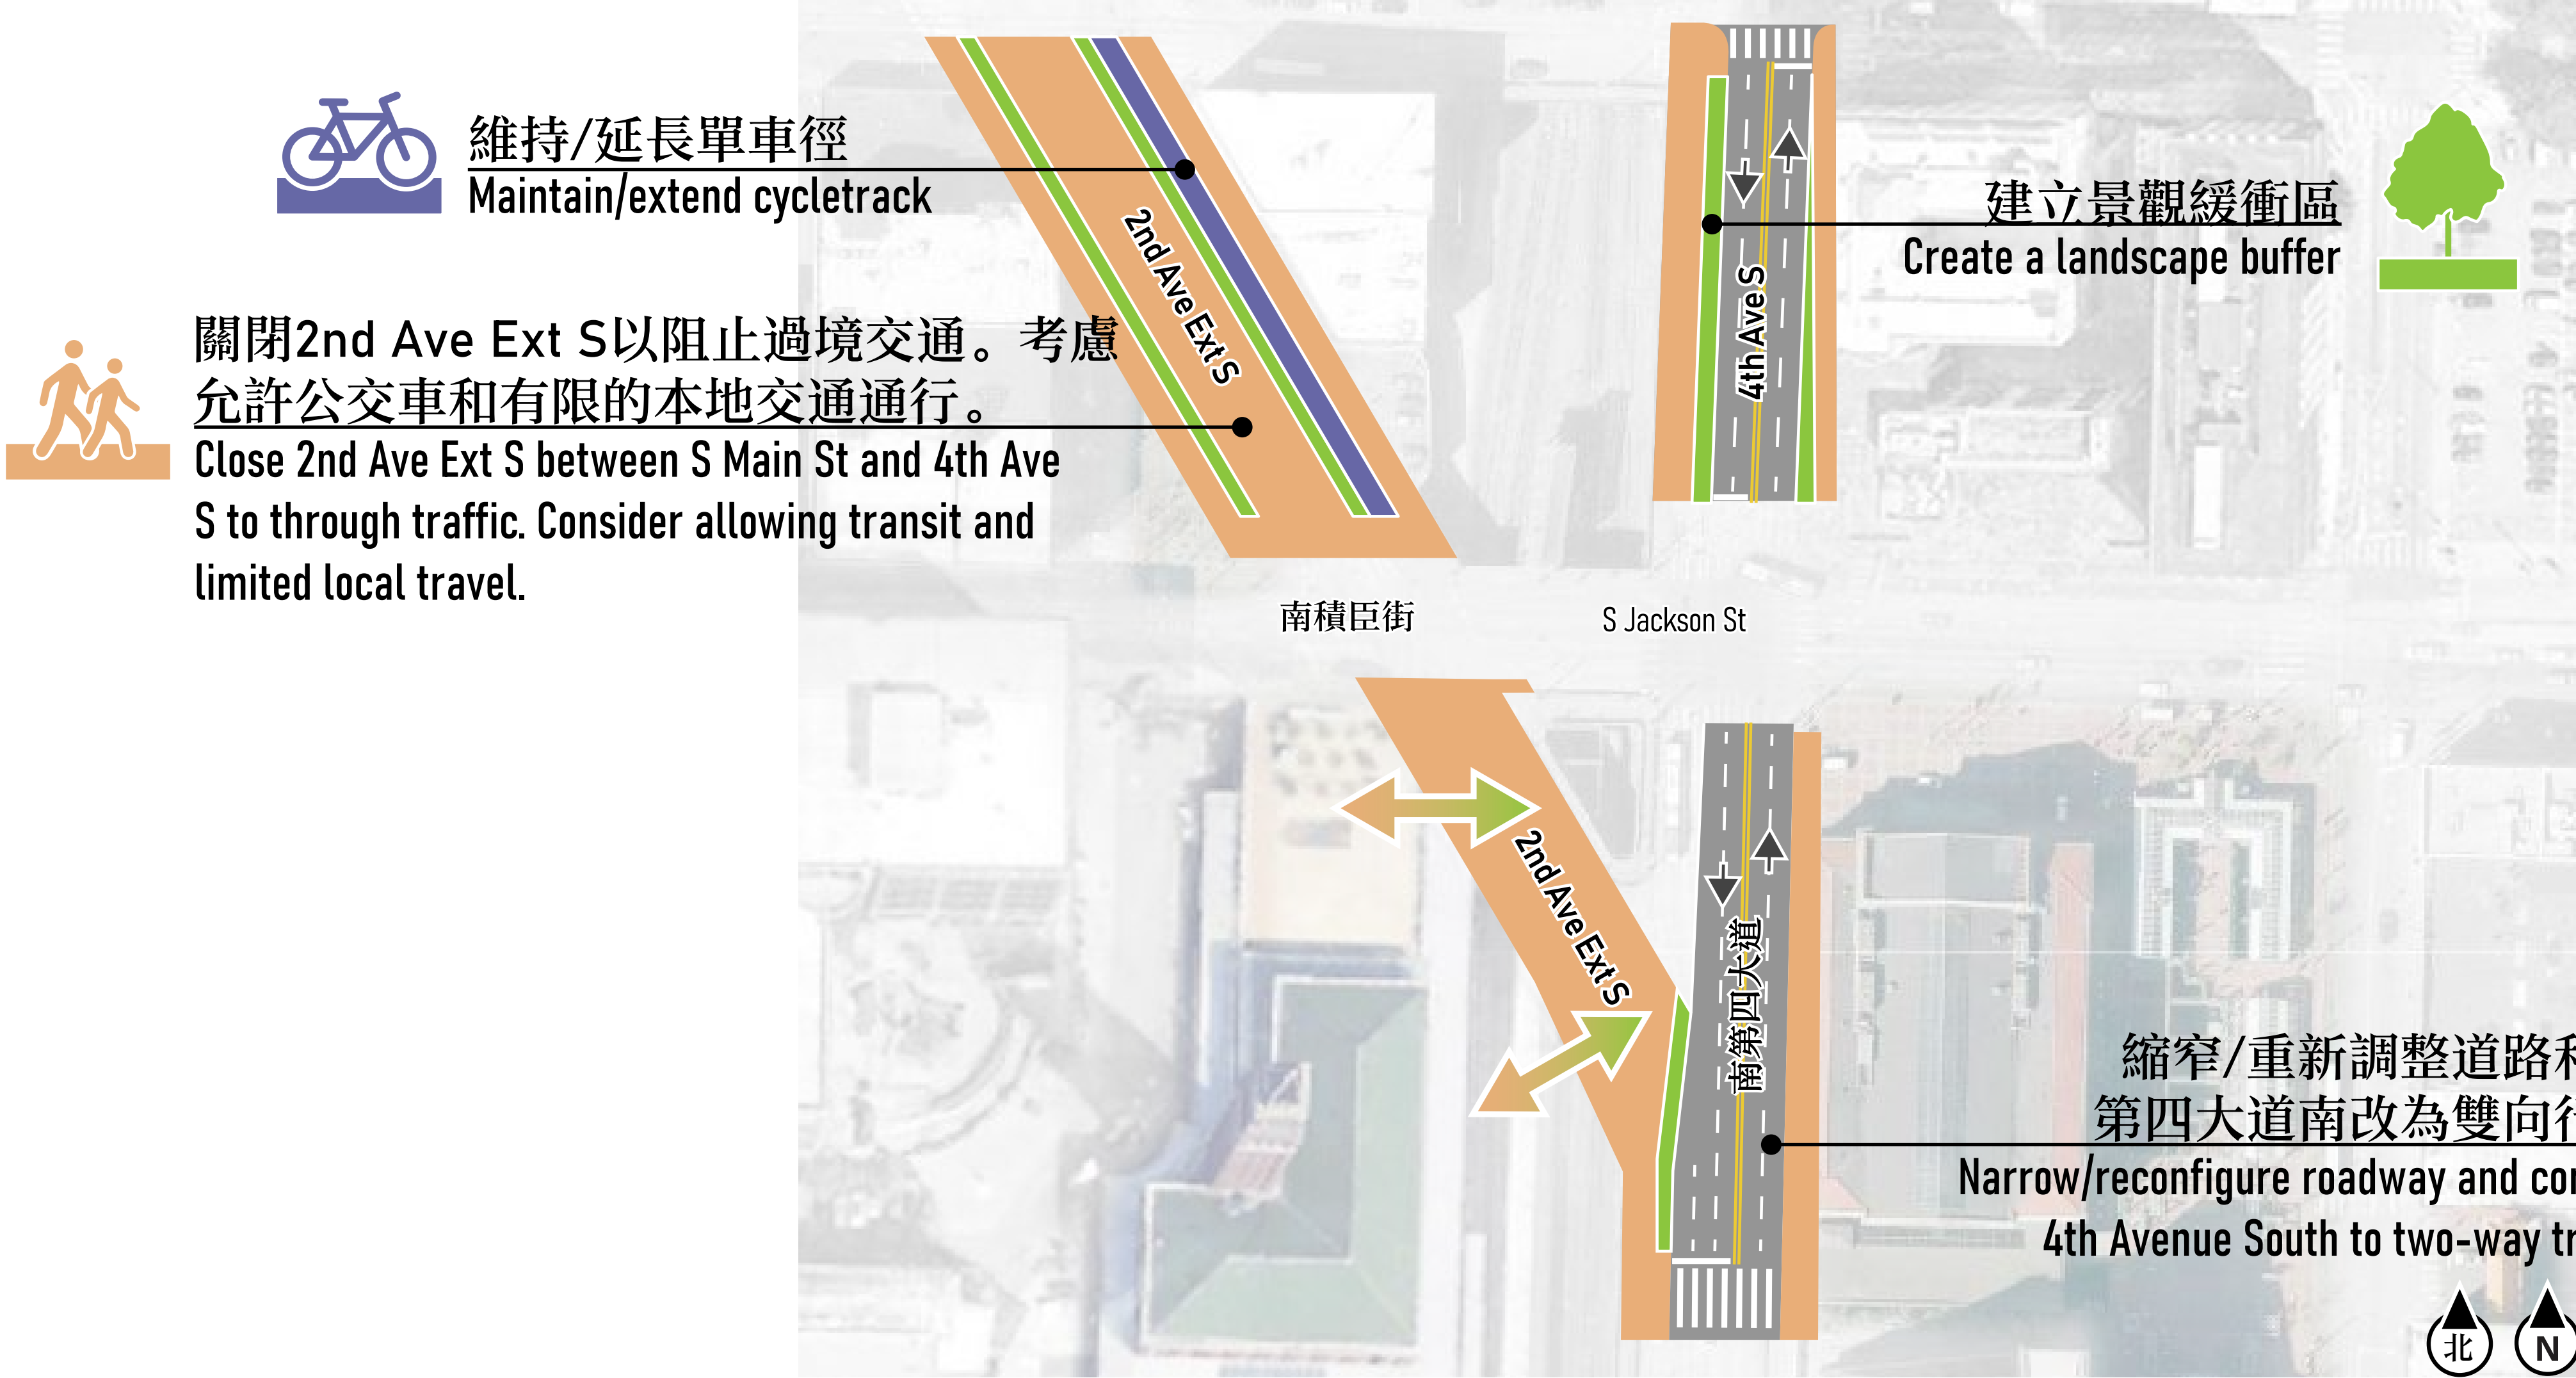 維持/延長單車徑
Maintain/extend cycletrack
建立景觀緩衝區
Create a landscape buffer
2nd Ave Ext S
4th Ave S
關閉2nd Ave Ext S以阻止過境交通。考慮
允許公交車和有限的本地交通通行。
Close 2nd Ave Ext S between S Main St and 4th Ave
S to through traffic. Consider allowing transit and
limited local travel.
南積臣街
S Jackson St
2nd Ave Ext S
南第四大道
縮窄/重新調整道路
第四大道南改為雙向
Narrow/reconfigure roadway and
4th Avenue South to two-way
北
N